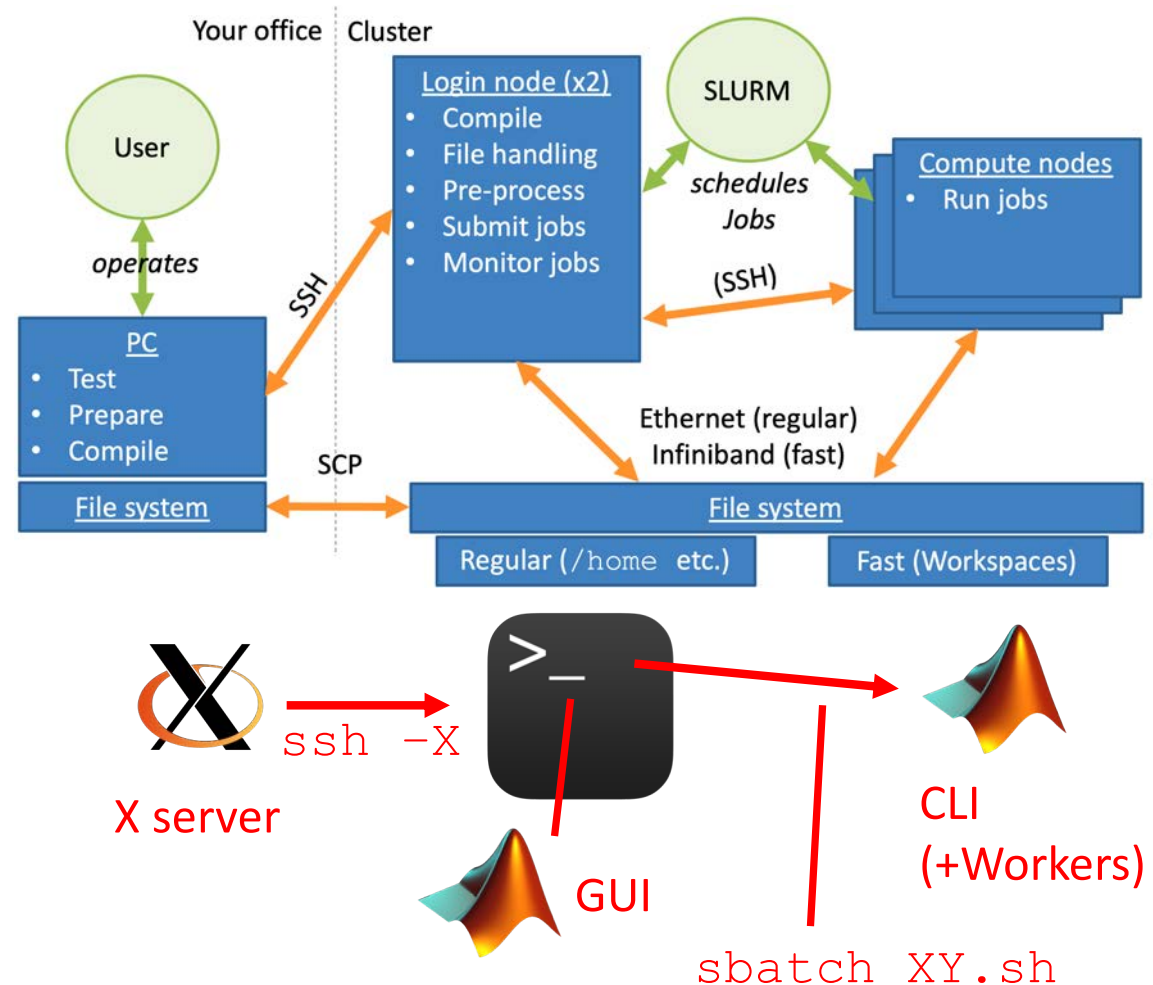 Your office
Cluster
User
operates
PC
• Test
• Prepare
• Compile
File system
SSH
SCP
Login node (x2)
• Compile
• File handling
• Pre-process
• Submit jobs
• Monitor jobs
SLURM
schedules
Jobs
Compute nodes
• Run jobs
(SSH)
Ethernet (regular)
Infiniband (fast)
File system
Regular (/home etc.)
Fast (Workspaces)
X server
ssh -X
>_
GUI
CLI
(+Workers)
sbatch XY.sh